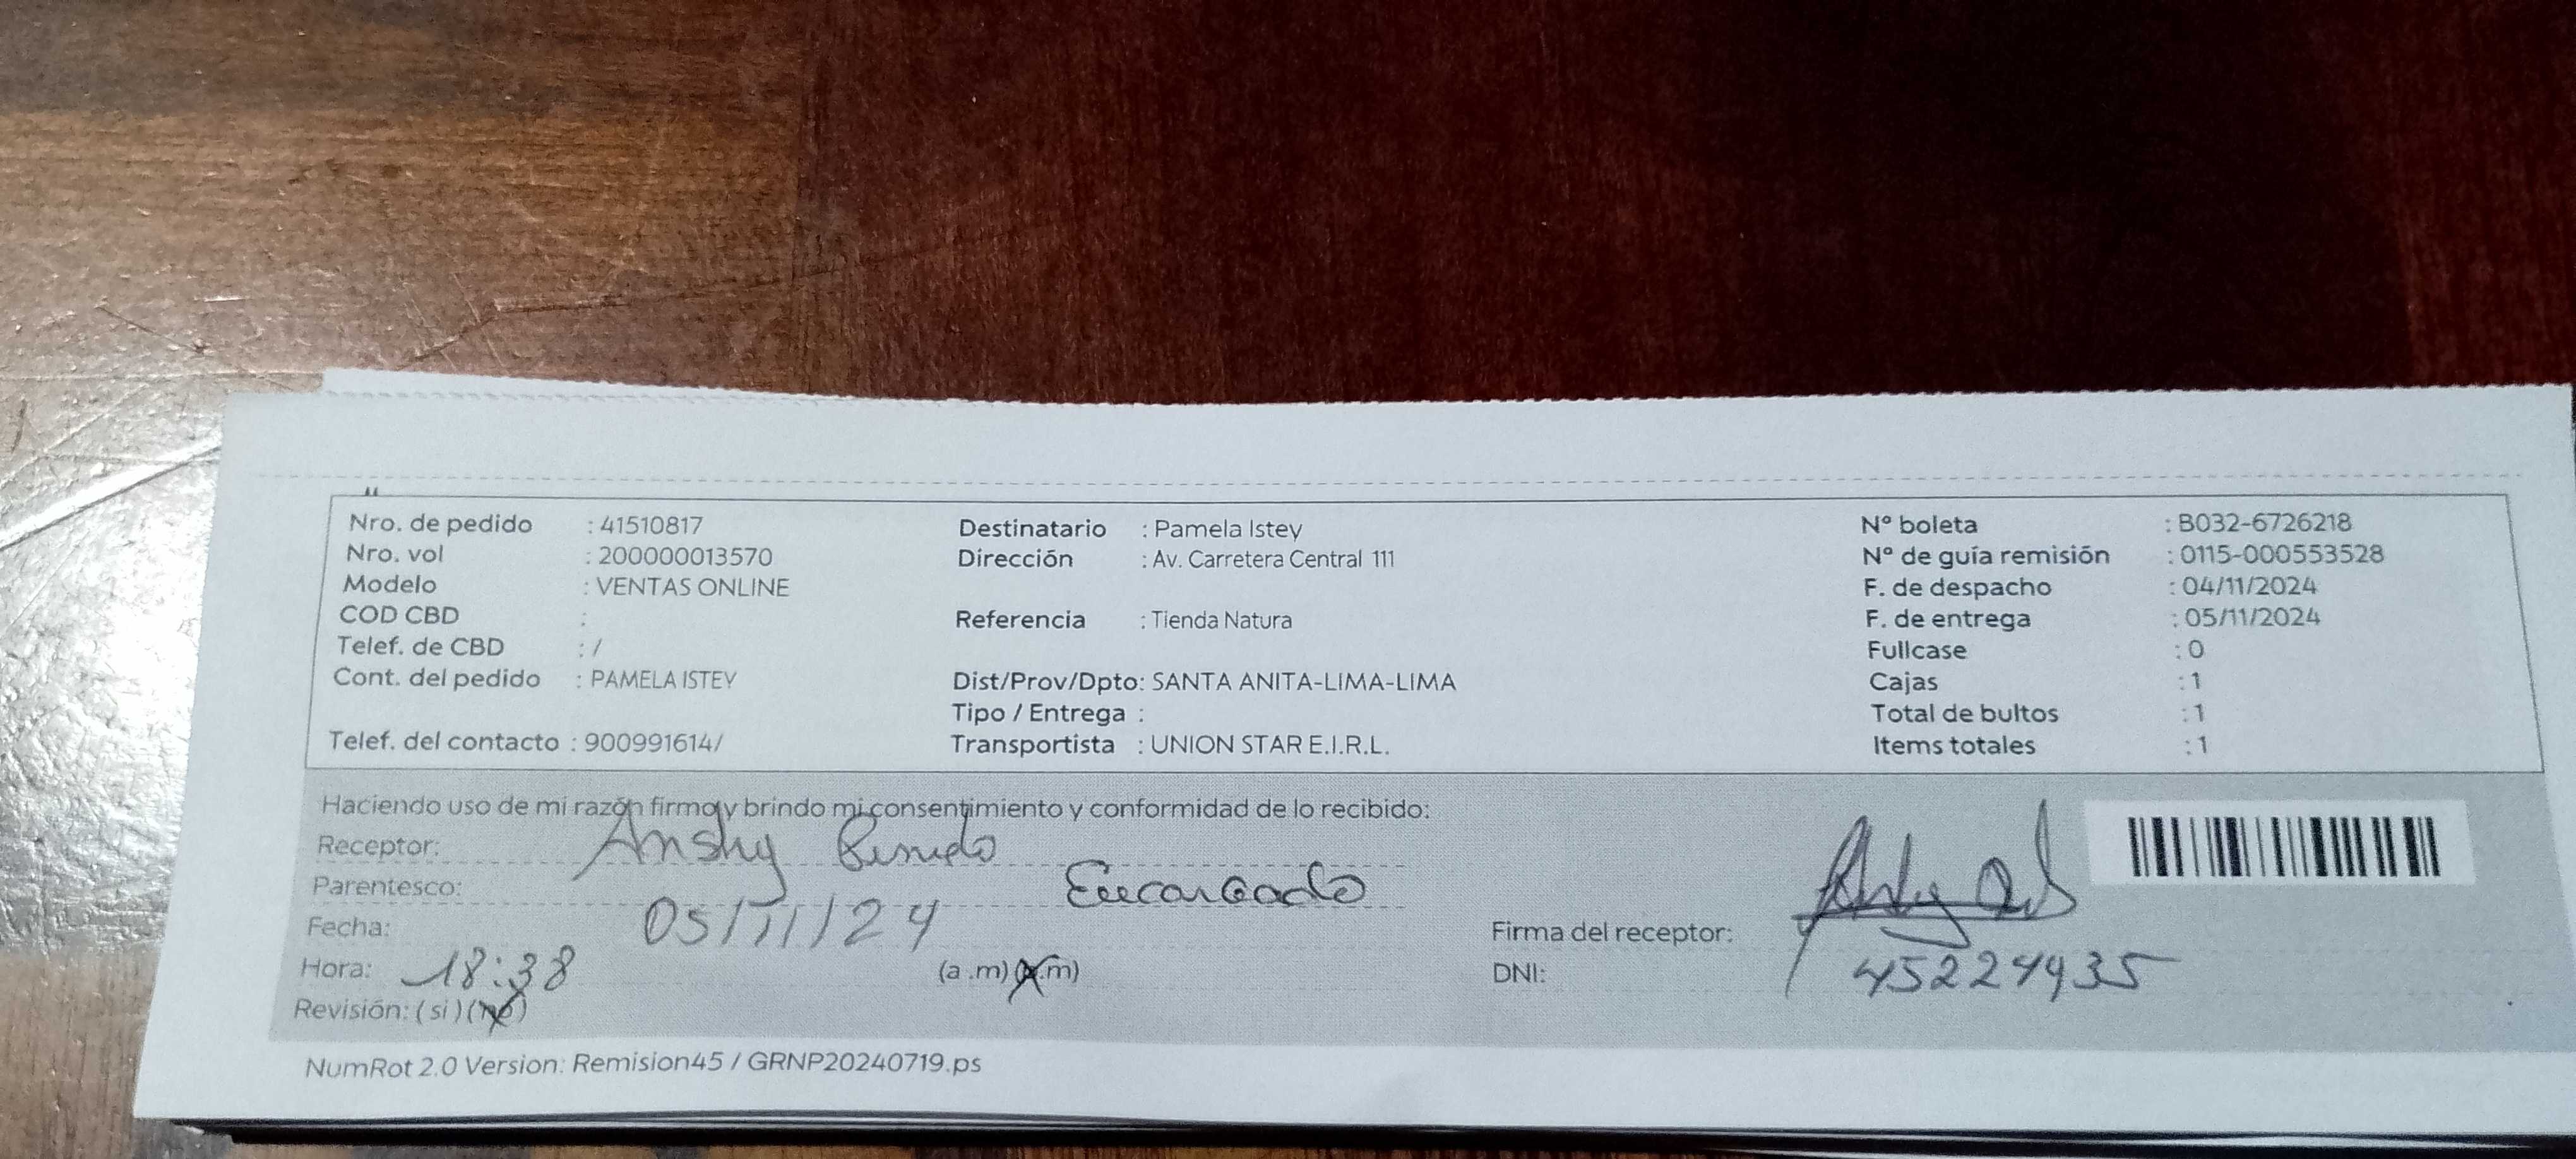 Nro. de pedido : 41510817
Nro. vol : 200000013570
Modelo : VENTAS ONLINE
COD CBD :
Telef. de CBD : /
Cont. del pedido : PAMELA ISTEY
Telef. del contacto : 900991614/
Destinatario : Pamela Istey
Dirección : Av. Carretera Central 111
Referencia : Tienda Natura
Dist/Prov/Dpto: SANTA ANITA-LIMA-LIMA
Tipo / Entrega :
Transportista : UNION STAR E.I.R.L.
Nº boleta : B032-6726218
Nº de guía remisión : 0115-000553528
F. de despacho : 04/11/2024
F. de entrega : 05/11/2024
Fullcase : 0
Cajas : 1
Total de bultos : 1
Items totales : 1
Haciendo uso de mi razón firmo y brindo mi consentimiento y conformidad de lo recibido:
Receptor: Anshy
Parentesco: Encargado
Fecha: 05/11/24
Hora: 18:38 (a .m) (p.m)
Revisión: ( si ) (no)
Firma del receptor:
DNI: 45224935
NumRot 2.0 Version: Remision45 / GRNP20240719.ps